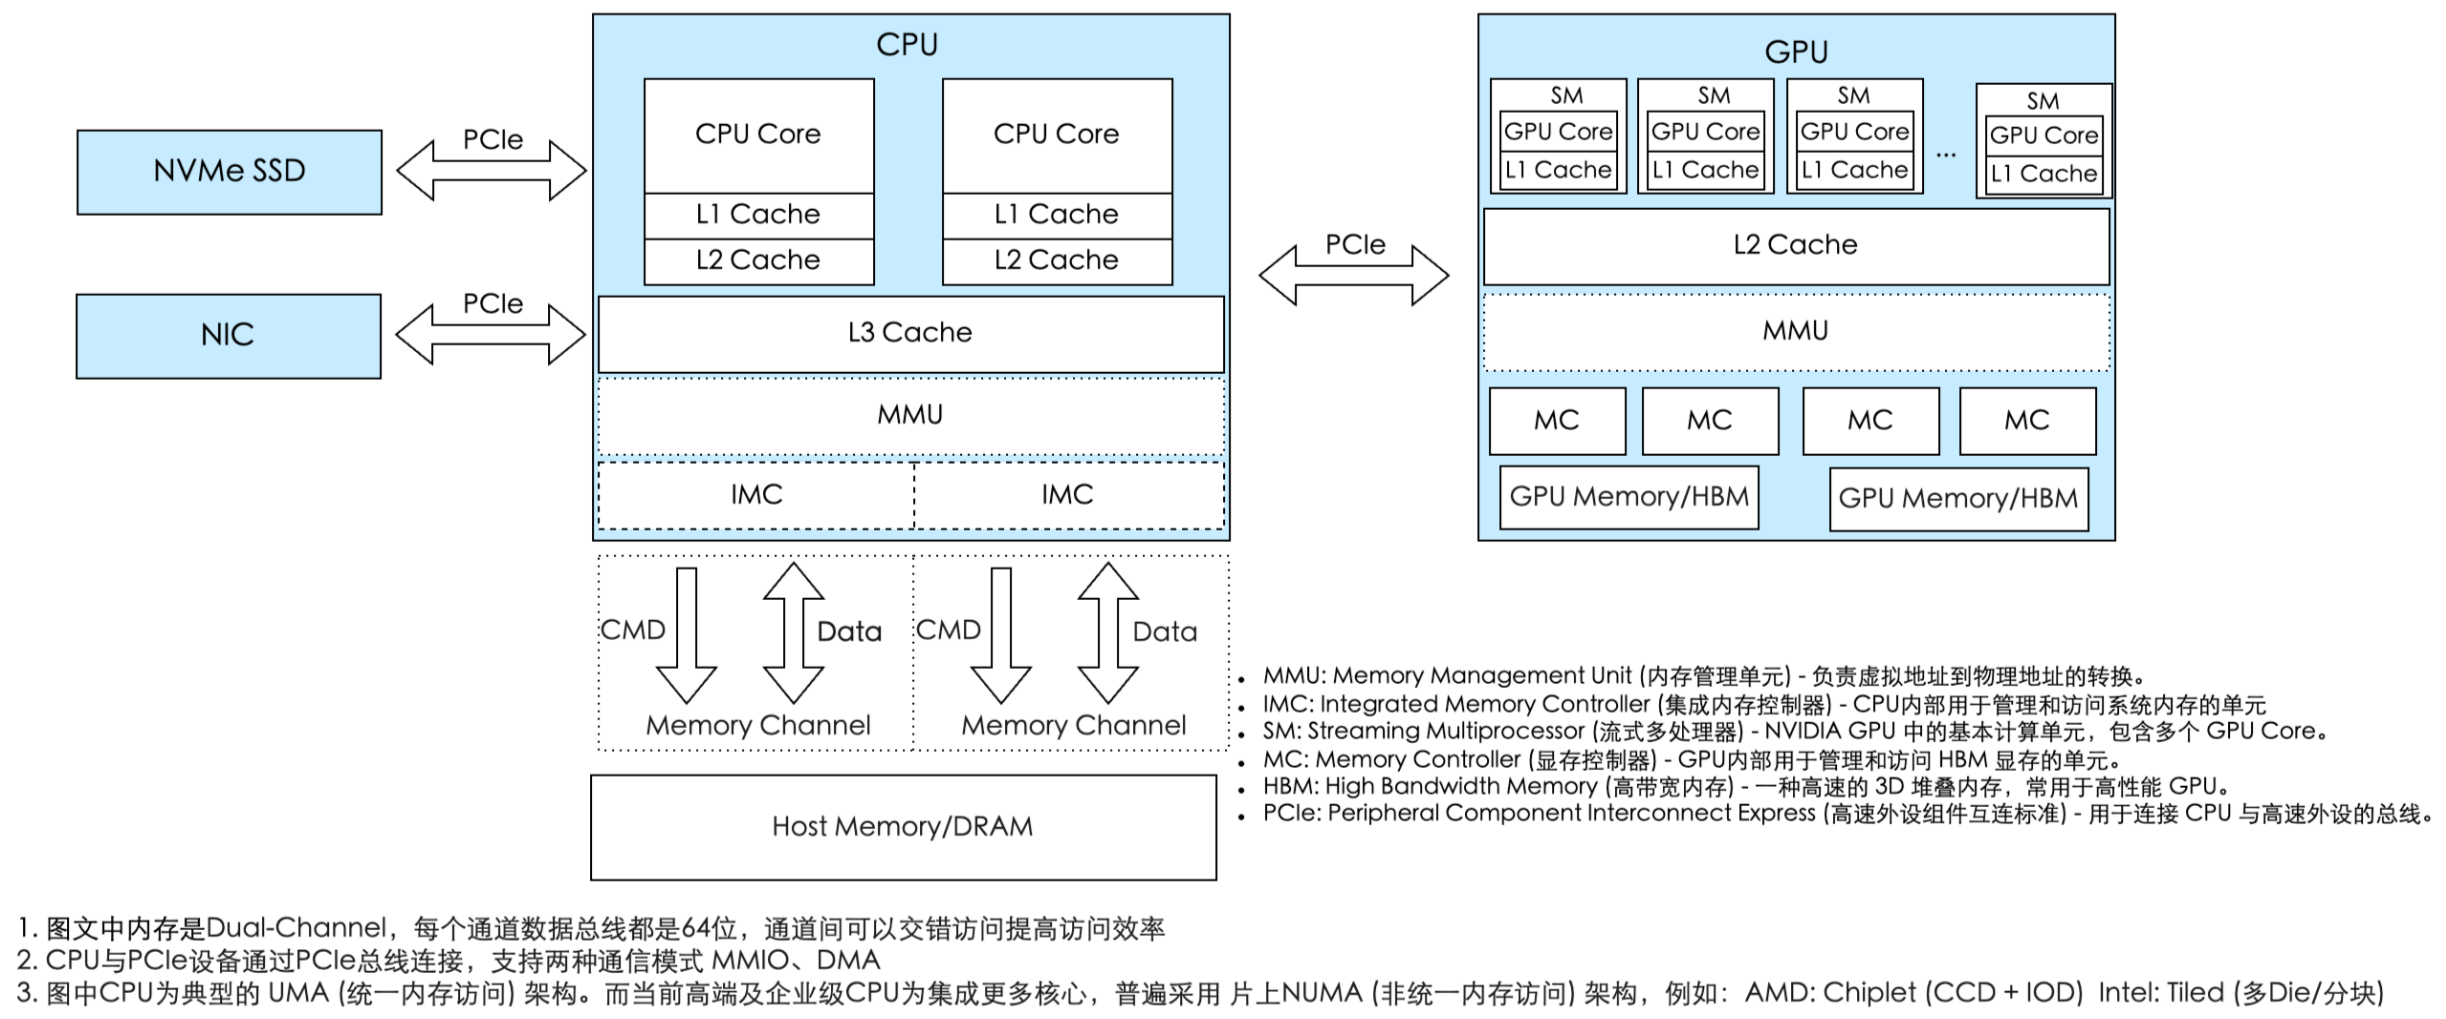 CPU
CPU Core
L1 Cache
L2 Cache
CPU Core
L1 Cache
L2 Cache
L3 Cache
MMU
IMC
IMC
NVMe SSD
PCIe
NIC
PCIe
PCIe
GPU
SM
GPU Core
L1 Cache
SM
GPU Core
L1 Cache
SM
GPU Core
L1 Cache
...
SM
GPU Core
L1 Cache
L2 Cache
MMU
MC
MC
MC
MC
GPU Memory/HBM
GPU Memory/HBM
CMD
Data
Memory Channel
CMD
Data
Memory Channel
Host Memory/DRAM
• MMU: Memory Management Unit (内存管理单元) - 负责虚拟地址到物理地址的转换。
• IMC: Integrated Memory Controller (集成内存控制器) - CPU内部用于管理和访问系统内存的单元
• SM: Streaming Multiprocessor (流式多处理器) - NVIDIA GPU 中的基本计算单元，包含多个 GPU Core。
• MC: Memory Controller (显存控制器) - GPU内部用于管理和访问 HBM 显存的单元。
• HBM: High Bandwidth Memory (高带宽内存) - 一种高速的 3D 堆叠内存，常用于高性能 GPU。
• PCIe: Peripheral Component Interconnect Express (高速外设组件互连标准) - 用于连接 CPU 与高速外设的总线。
1. 图文中内存是Dual-Channel，每个通道数据总线都是64位，通道间可以交错访问提高访问效率
2. CPU与PCIe设备通过PCIe总线连接，支持两种通信模式 MMIO、DMA
3. 图中CPU为典型的 UMA (统一内存访问) 架构。而当前高端及企业级CPU为集成更多核心，普遍采用 片上NUMA (非统一内存访问) 架构，例如：AMD: Chiplet (CCD + IOD)  Intel: Tiled (多Die/分块)